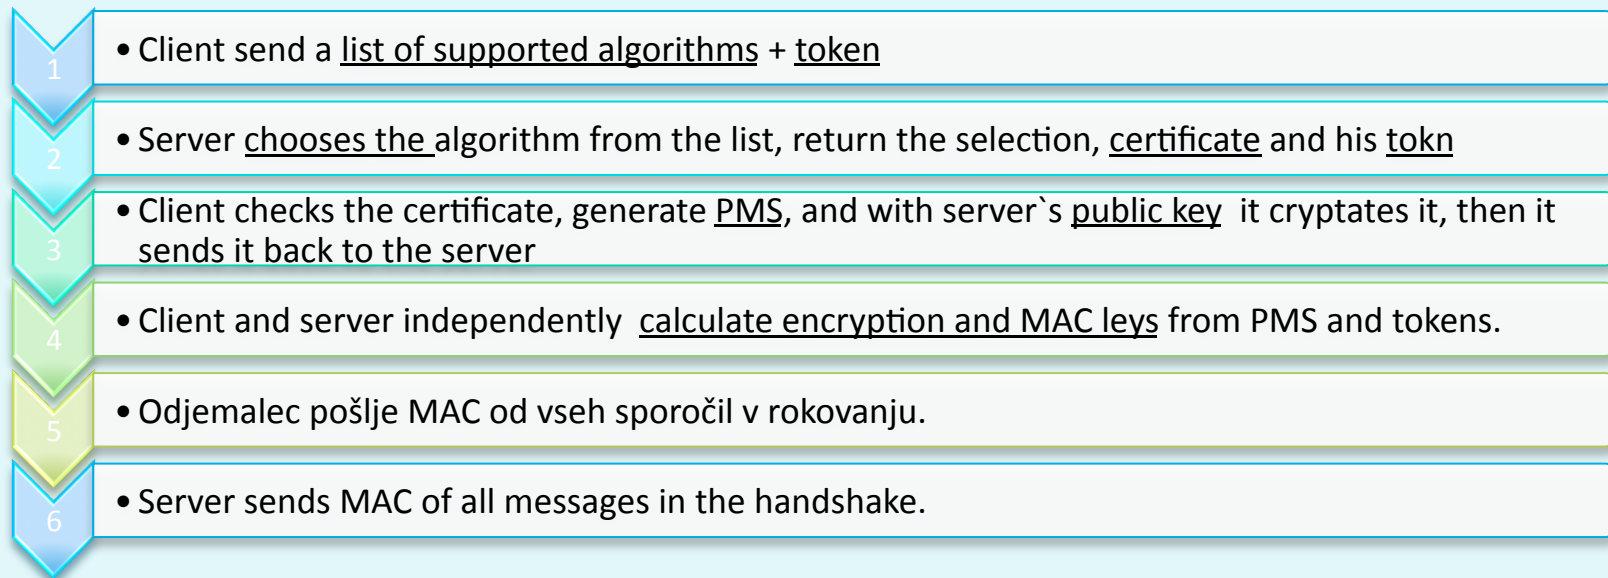 1
• Client send a list of supported algorithms + token
2
• Server chooses the algorithm from the list, return the selection, certificate and his tokn
3
• Client checks the certificate, generate PMS, and with server`s public key  it cryptates it, then it
sends it back to the server
4
• Client and server independently  calculate encryption and MAC leys from PMS and tokens.
5
• Odjemalec pošlje MAC od vseh sporočil v rokovanju.
6
• Server sends MAC of all messages in the handshake.